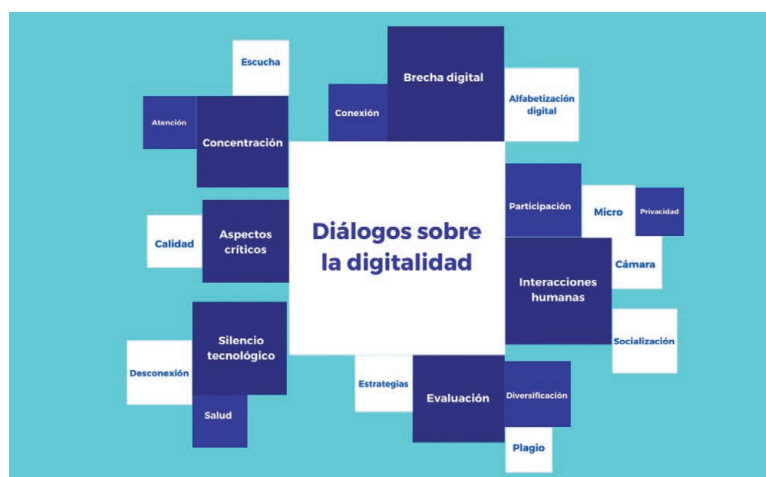 Escucha
Atención
Concentración
Calidad
Aspectos
críticos
Silencio
tecnológico
Desconexión
Salud
Brecha digital
Conexión
Alfabetización
digital
Diálogos sobre
la digitalidad
Participación
Micro
Privacidad
Cámara
Interacciones
humanas
Socialización
Estrategias
Evaluación
Diversificación
Plagio